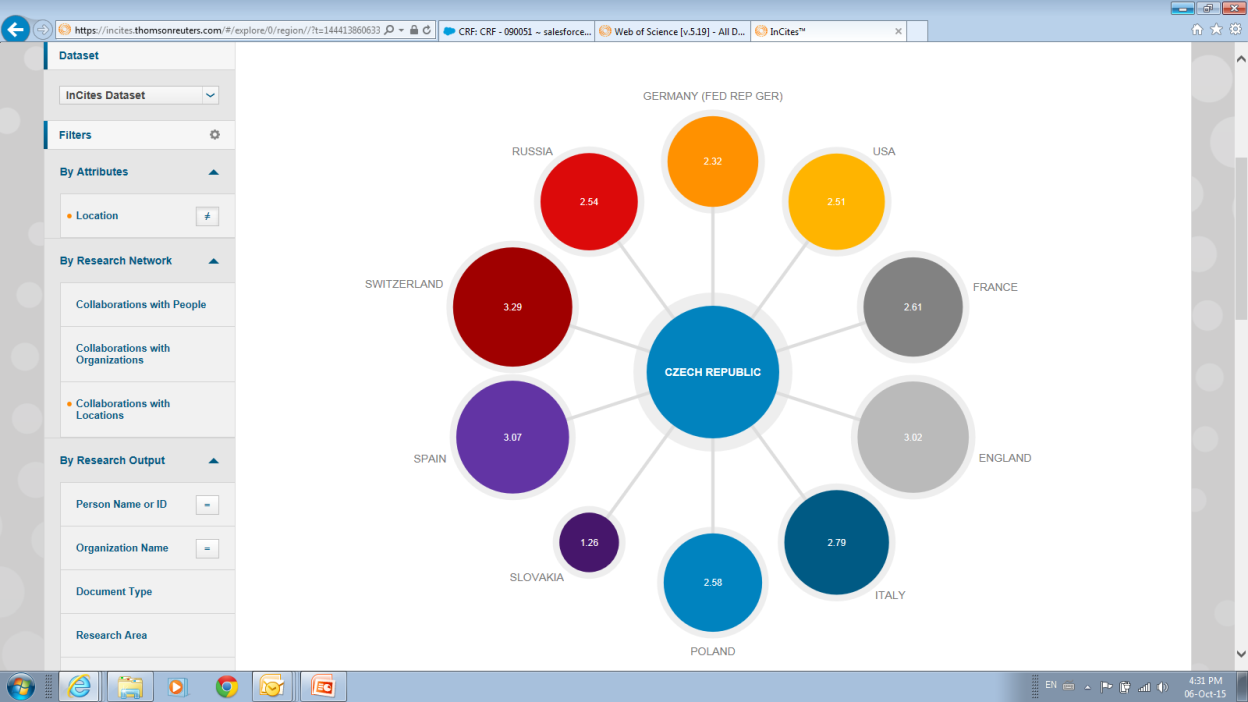 https://incites.thomsonreuters.com/#/explore/0/region//?t=144413860633
CRF: CRF - 090051 ~ salesforce...
Web of Science [v.5.19] - All D...
InCites™
Dataset
InCites Dataset
Filters
By Attributes
Location
≠
By Research Network
Collaborations with People
Collaborations with
Organizations
Collaborations with
Locations
By Research Output
Person Name or ID
=
Organization Name
=
Document Type
Research Area
GERMANY (FED REP GER)
2.32
RUSSIA
2.54
USA
2.51
SWITZERLAND
3.29
FRANCE
2.61
CZECH REPUBLIC
SPAIN
3.07
ENGLAND
3.02
SLOVAKIA
1.26
ITALY
2.79
POLAND
2.58
EN
4:31 PM
06-Oct-15